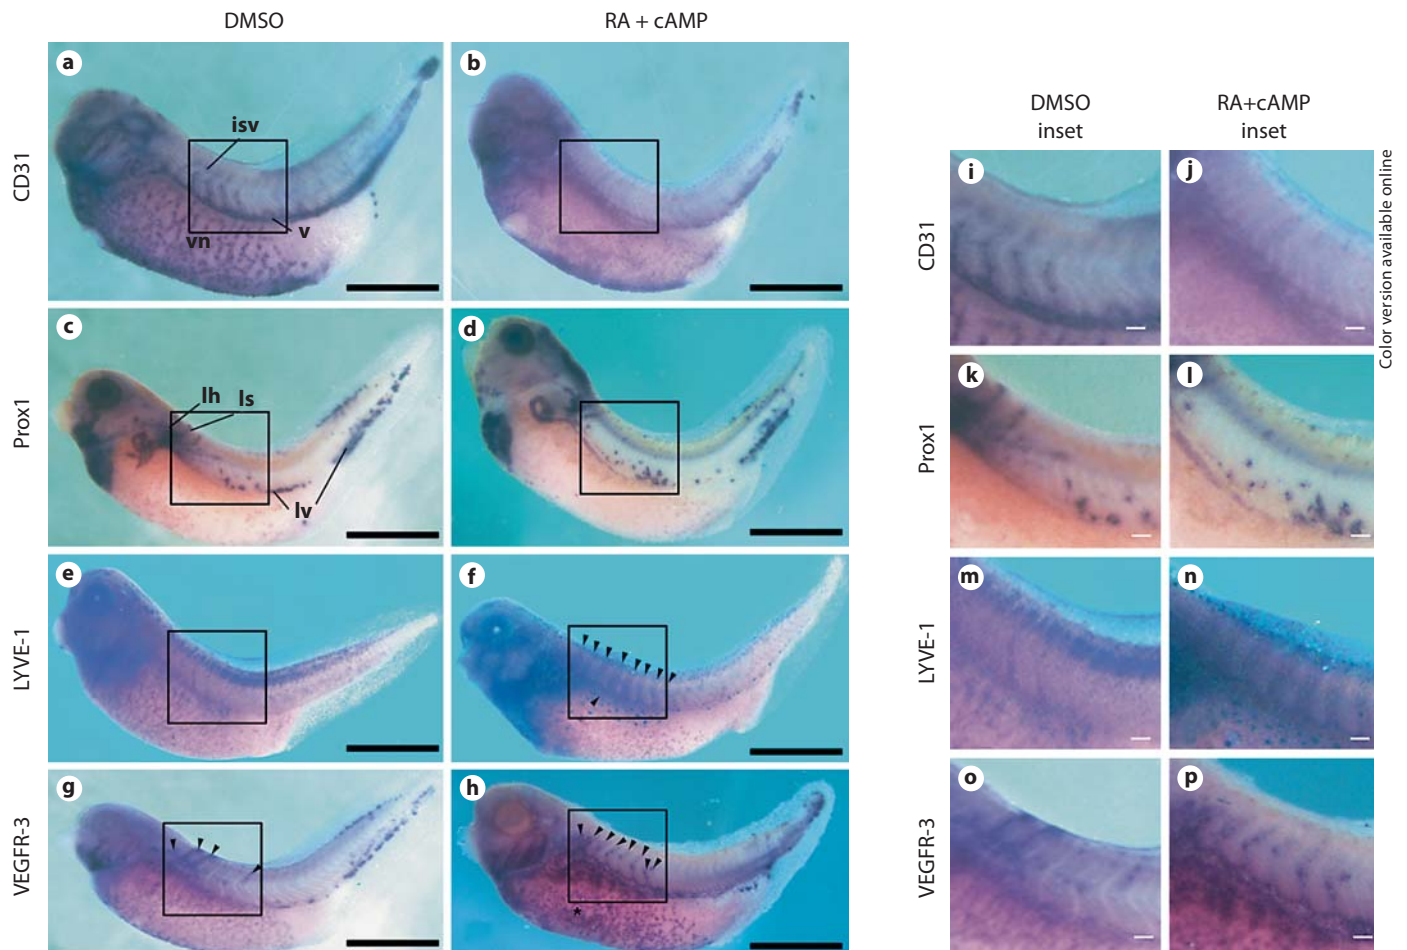 DMSO
RA + cAMP
a
b
CD31
isv
vn
v
DMSO
inset
RA+cAMP
inset
i
j
CD31
Color version available online
c
d
Prox1
lh
ls
lv
k
l
Prox1
e
f
LYVE-1
m
n
LYVE-1
g
h
VEGFR-3
*
o
p
VEGFR-3